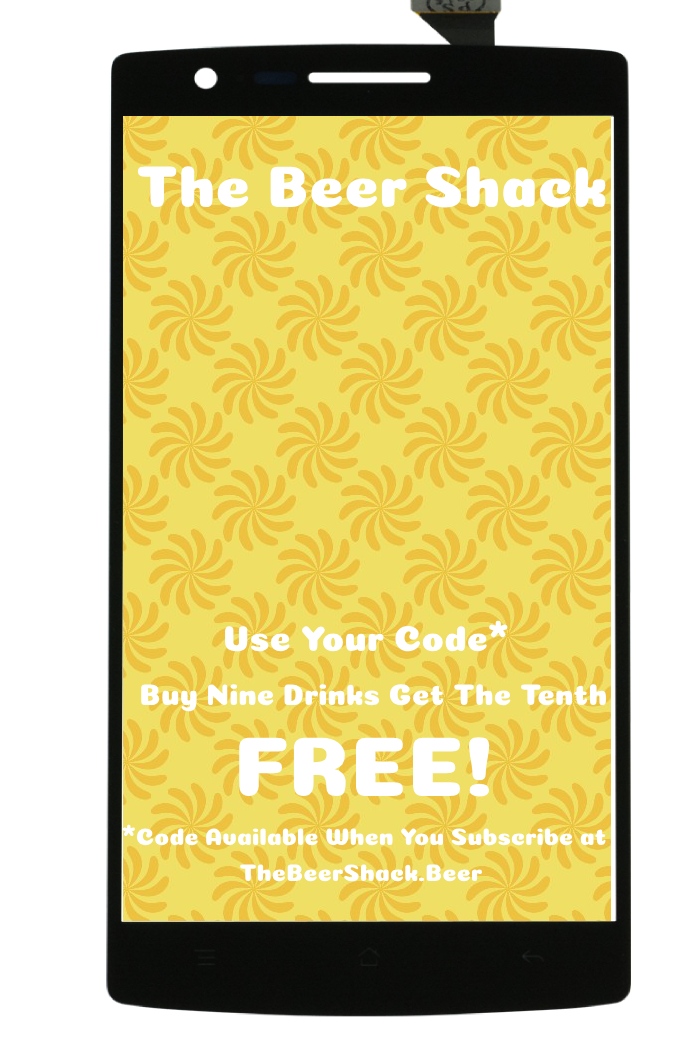 The Beer Shack
Use Your Code*
Buy Nine Drinks Get The Tenth
FREE!
*Code Available When You Subscribe at
TheBeerShack.Beer